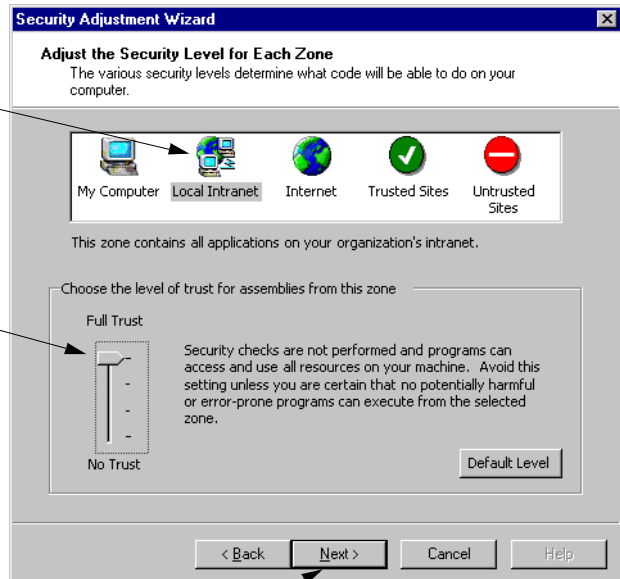 Security Adjustment Wizard
Adjust the Security Level for Each Zone
The various security levels determine what code will be able to do on your
computer.
My Computer Local Intranet Internet Trusted Sites Untrusted
Sites
This zone contains all applications on your organization's intranet.
Choose the level of trust for assemblies from this zone
Full Trust
Security checks are not performed and programs can
access and use all resources on your machine. Avoid this
setting unless you are certain that no potentially harmful
or error-prone programs can execute from the selected
zone.
No Trust
Default Level
< Back Next > Cancel Help